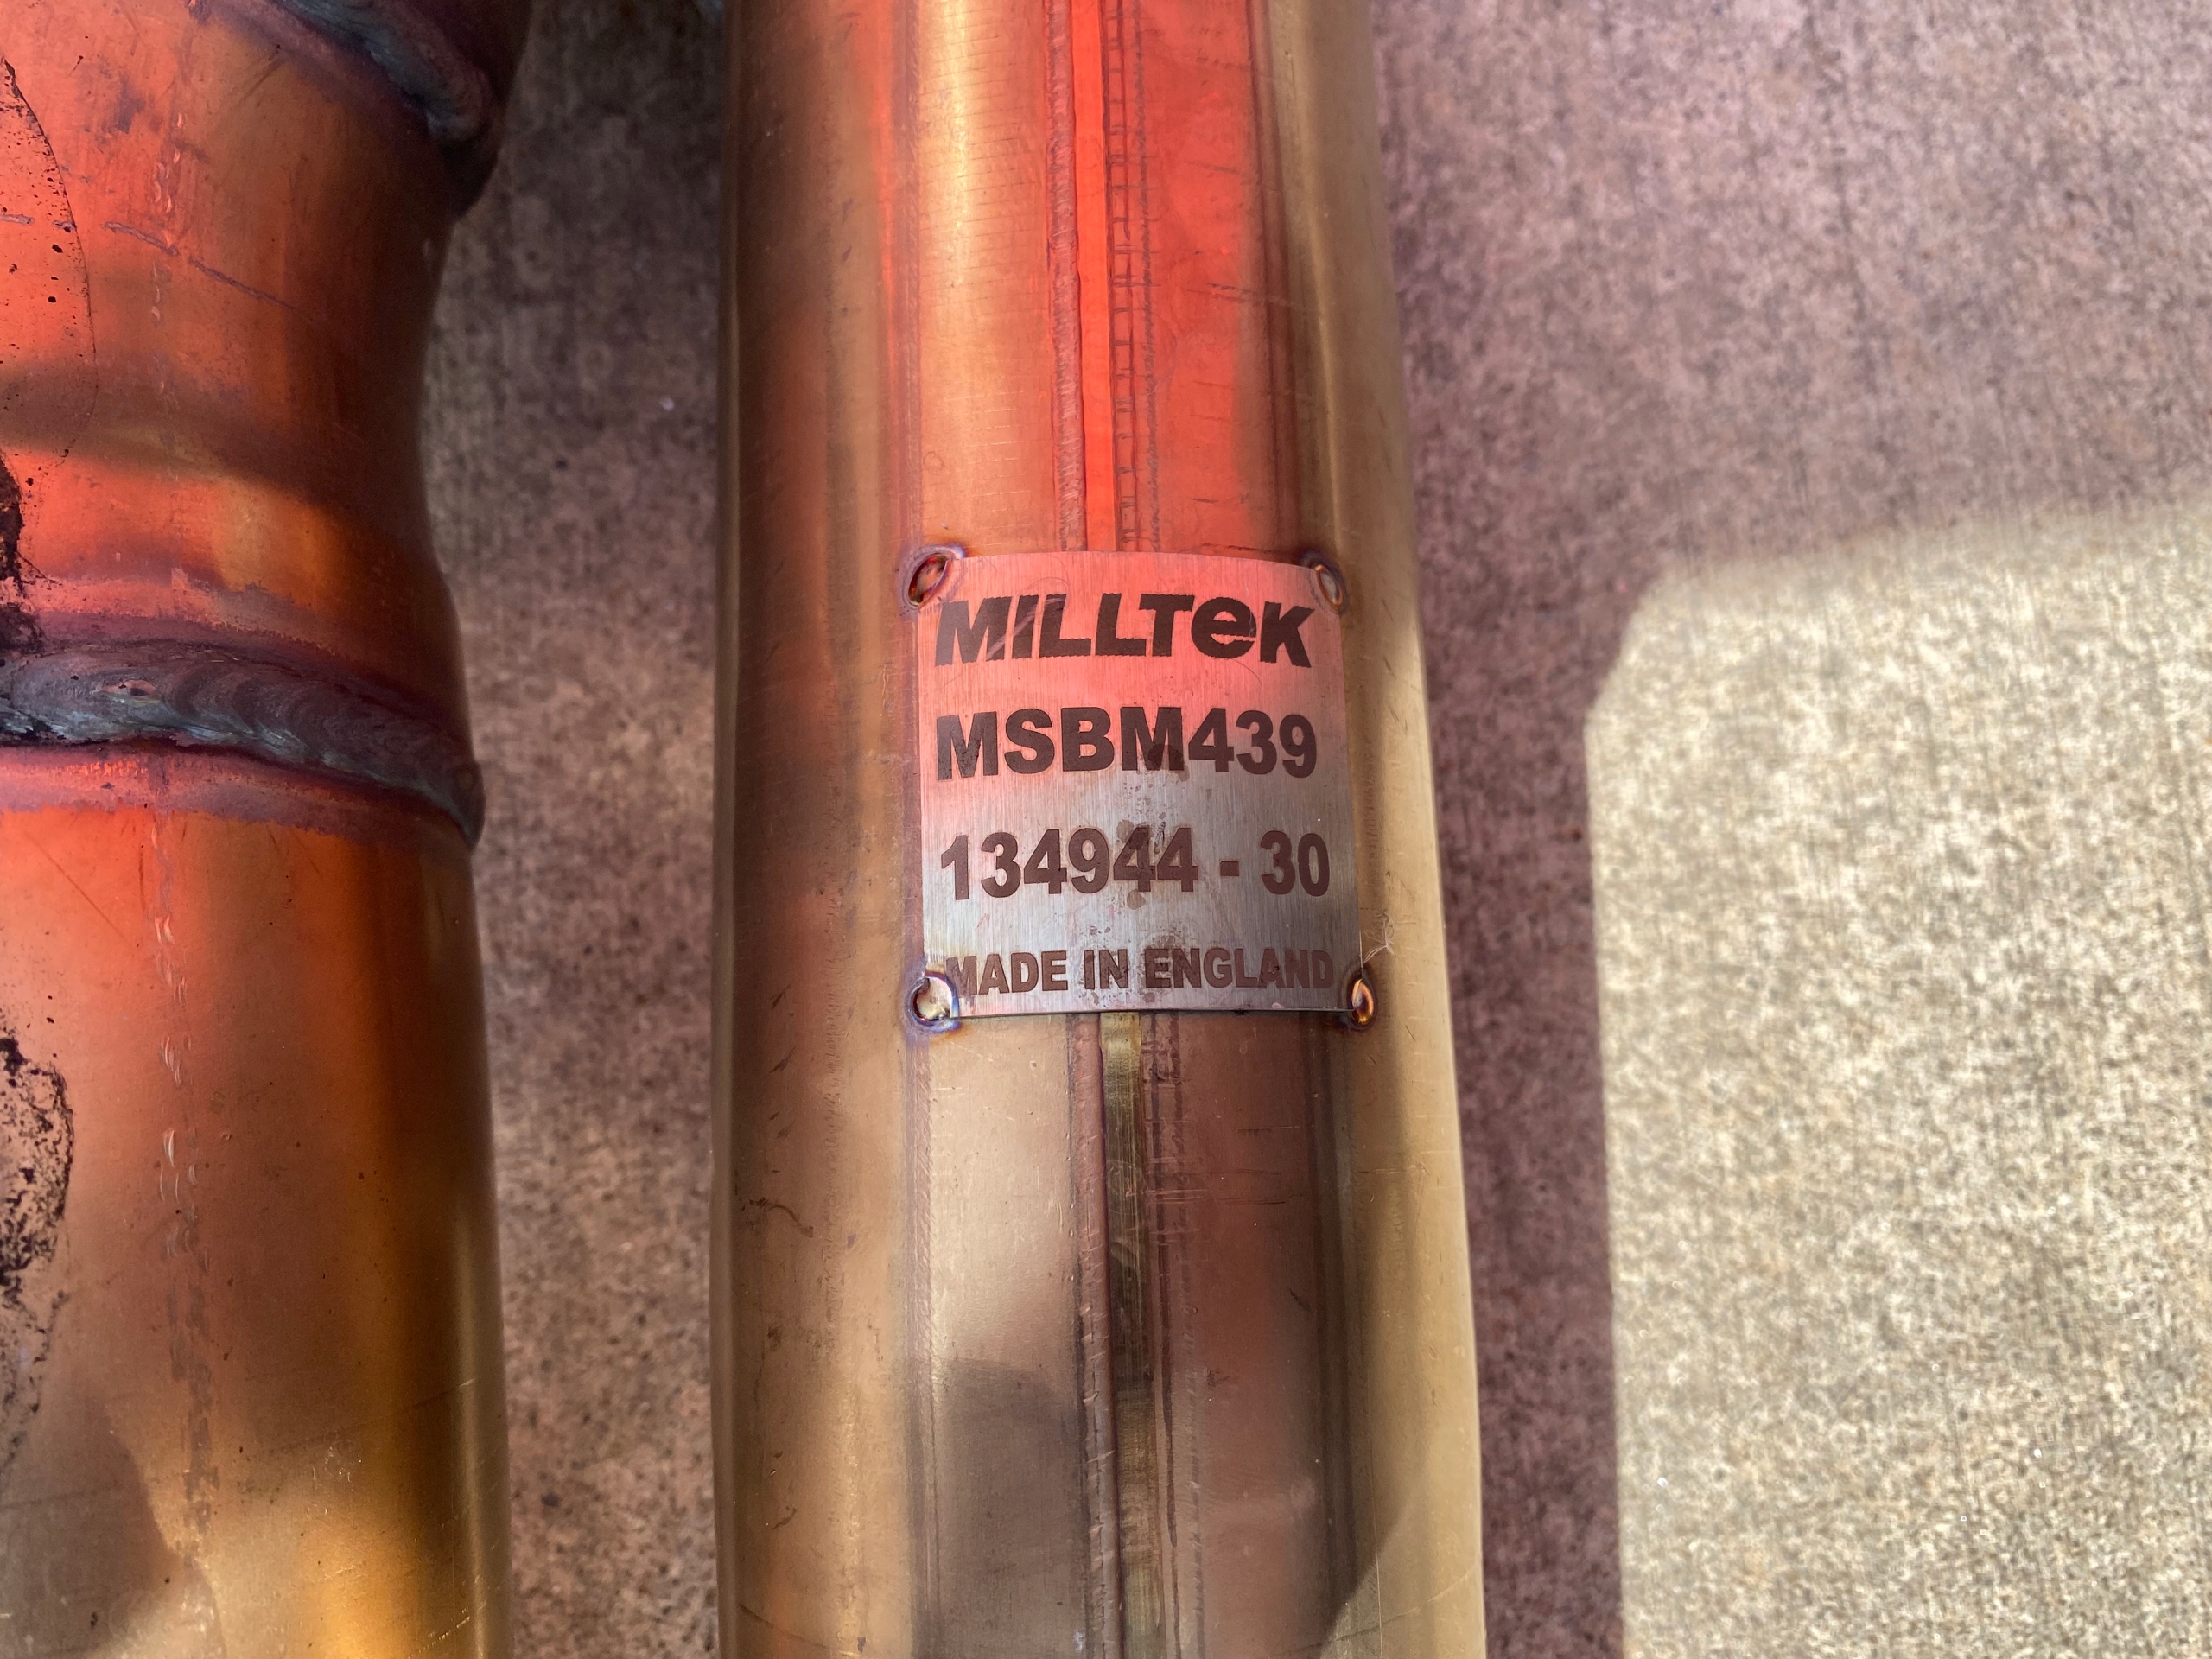 MILLTeK
MSBM439
134944 - 30
MADE IN ENGLAND